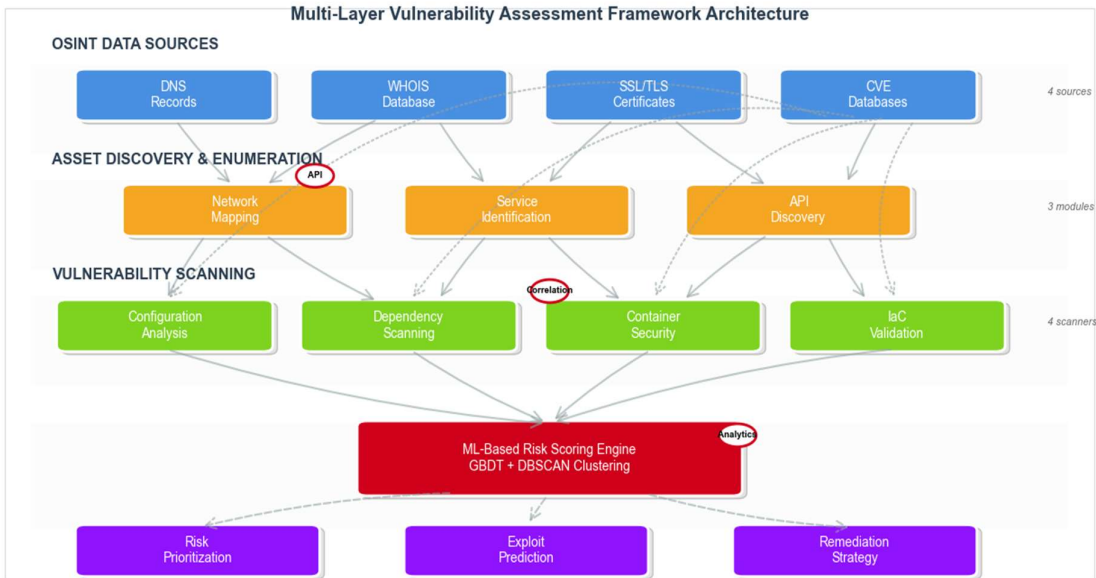 Multi-Layer Vulnerability Assessment Framework Architecture
OSINT DATA SOURCES
DNS
Records
WHOIS
Database
SSL/TLS
Certificates
CVE
Databases
4 sources
ASSET DISCOVERY & ENUMERATION
API
Network
Mapping
Service
Identification
API
Discovery
3 modules
VULNERABILITY SCANNING
Correlation
Configuration
Analysis
Dependency
Scanning
Container
Security
IaC
Validation
4 scanners
Analytics
ML-Based Risk Scoring Engine
GBDT + DBSCAN Clustering
Risk
Prioritization
Exploit
Prediction
Remediation
Strategy